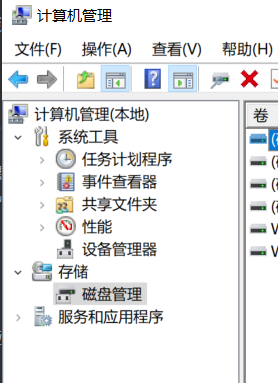 计算机管理
文件(F) 操作(A) 查看(V) 帮助(H)
计算机管理(本地)
系统工具
任务计划程序
事件查看器
共享文件夹
性能
设备管理器
存储
磁盘管理
服务和应用程序
卷